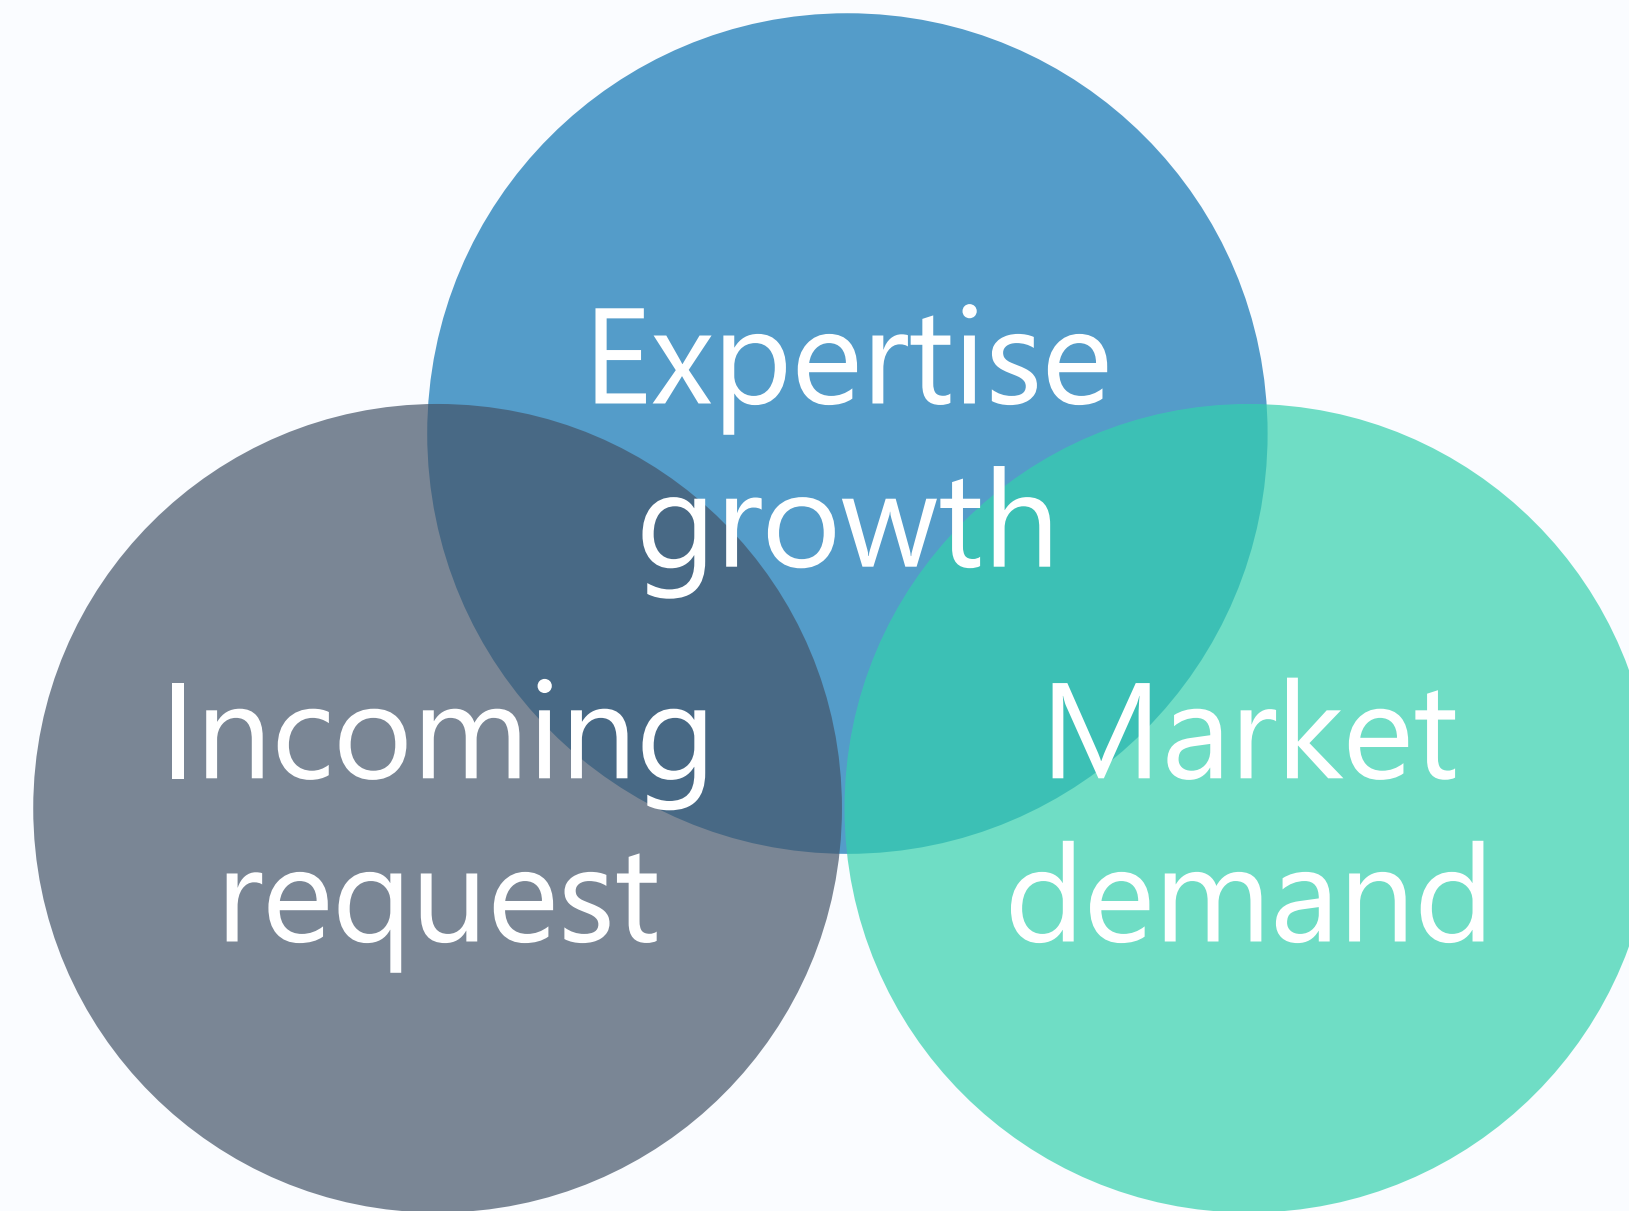 Expertise
growth
Incoming
request
Market
demand